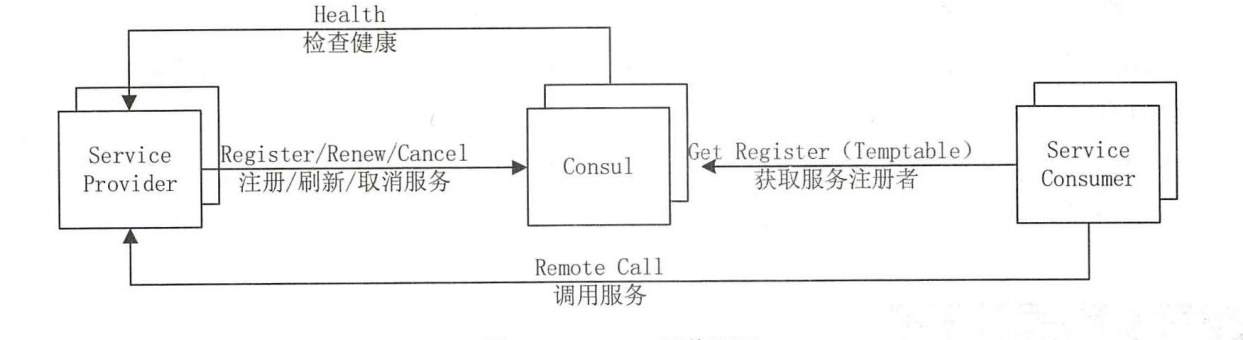 Health
检查健康
Service
Provider
Register/Renew/Cancel
注册/刷新/取消服务
Consul
Get Register（Temptable）
获取服务注册者
Service
Consumer
Remote Call
调用服务